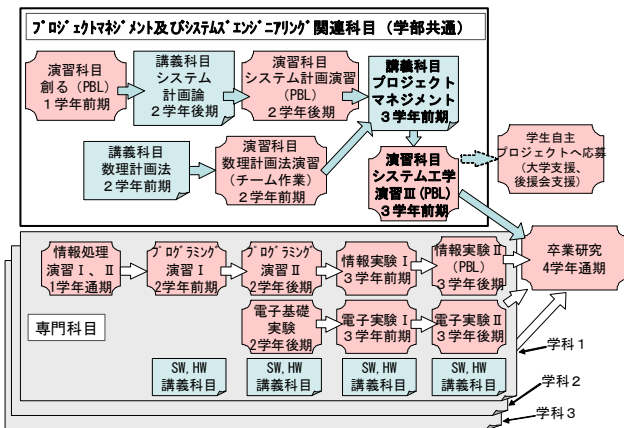 プロジェクトマネジメント及びシステムズエンジニアリング関連科目（学部共通）
演習科目
創る（PBL）
1学年前期
講義科目
システム
計画論
2学年後期
演習科目
システム計画演習
（PBL）
2学年後期
講義科目
プロジェクト
マネジメント
3学年前期
講義科目
数理計画法
2学年前期
演習科目
数理計画法演習
（チーム作業）
2学年前期
演習科目
システム工学
演習Ⅲ(PBL)
3学年前期
学生自主
プロジェクトへ応募
（大学支援、
後援会支援）
情報処理
演習Ⅰ、Ⅱ
1学年通期
プログラミング
演習Ⅰ
2学年前期
プログラミング
演習Ⅱ
2学年後期
情報実験Ⅰ
3学年前期
情報実験Ⅱ
（PBL）
3学年後期
卒業研究
4学年通期
専門科目
電子基礎
実験
2学年後期
電子実験Ⅰ
3学年前期
電子実験Ⅱ
3学年後期
SW, HW
講義科目
SW, HW
講義科目
SW, HW
講義科目
SW, HW
講義科目
学科1
学科2
学科3